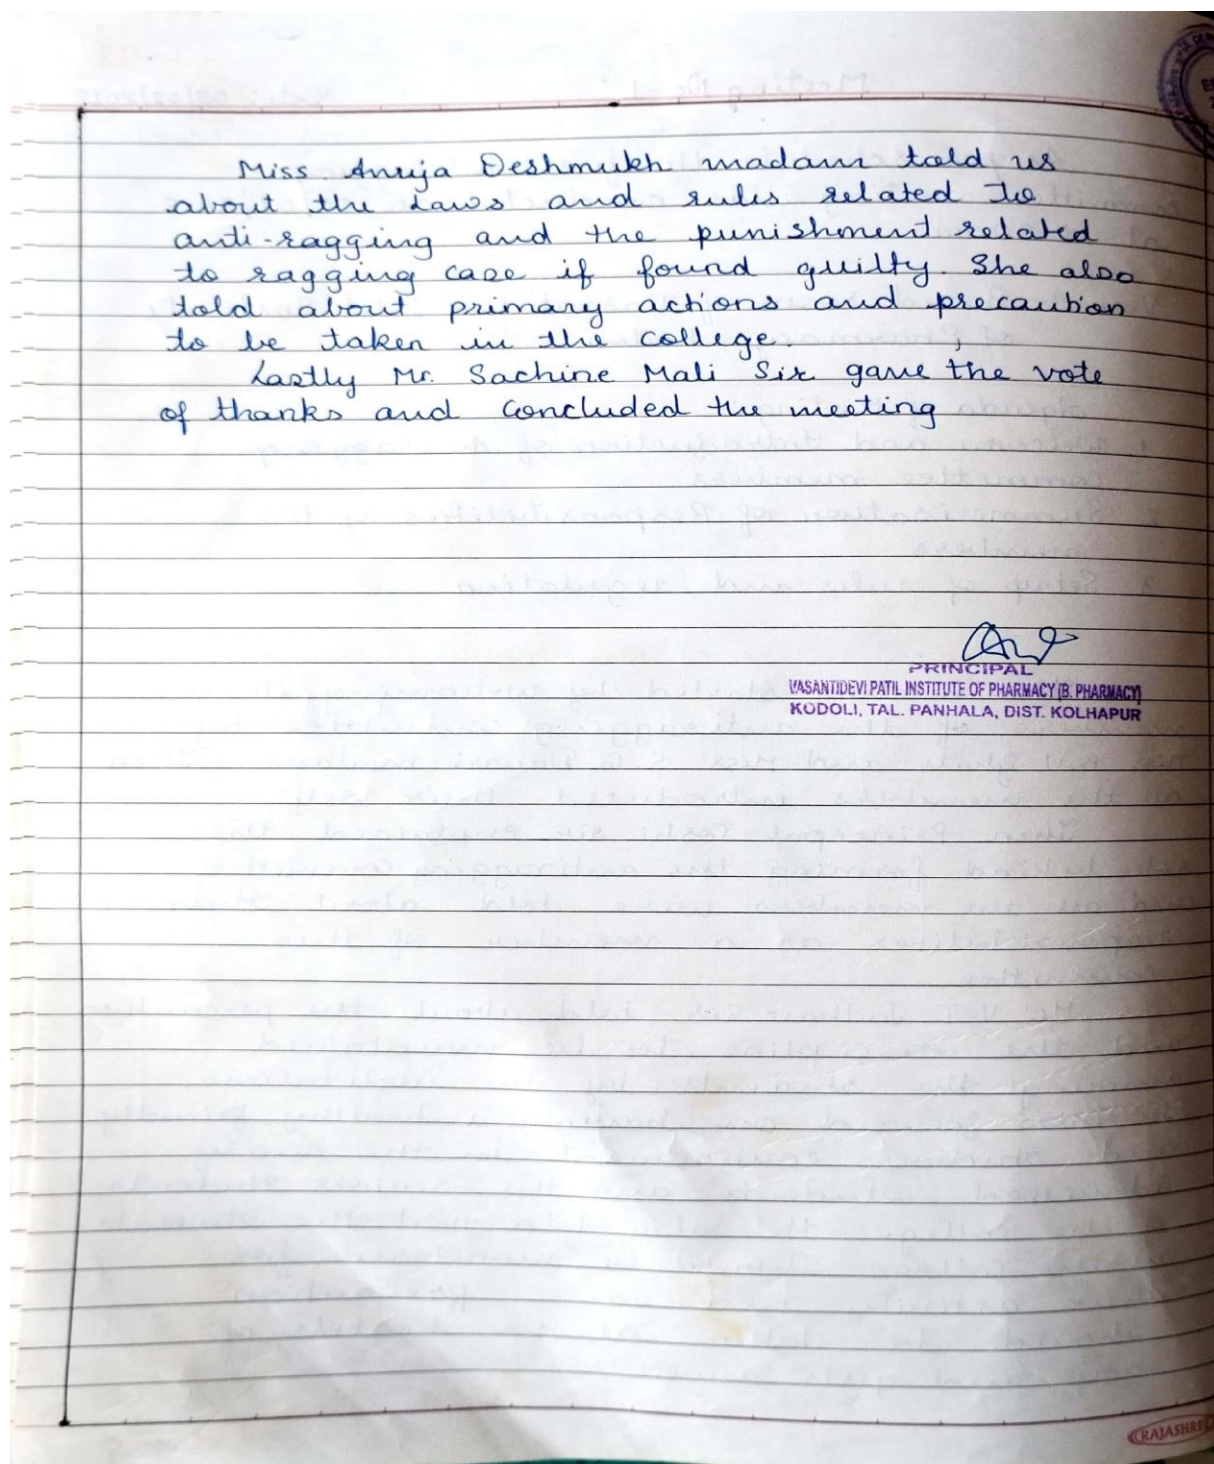 Miss. Anuja Deshmukh madam told us
about the Laws and rules related to
anti-ragging and the punishment related
to ragging case if found guilty. She also
told about primary actions and precaution
to be taken in the college.
Lastly Mr. Sachine Mali Sir gave the vote
of thanks and concluded the meeting
PRINCIPAL
VASANTIDEVI PATIL INSTITUTE OF PHARMACY (B. PHARMACY)
KODOLI, TAL. PANHALA, DIST. KOLHAPUR
RAJASHREE